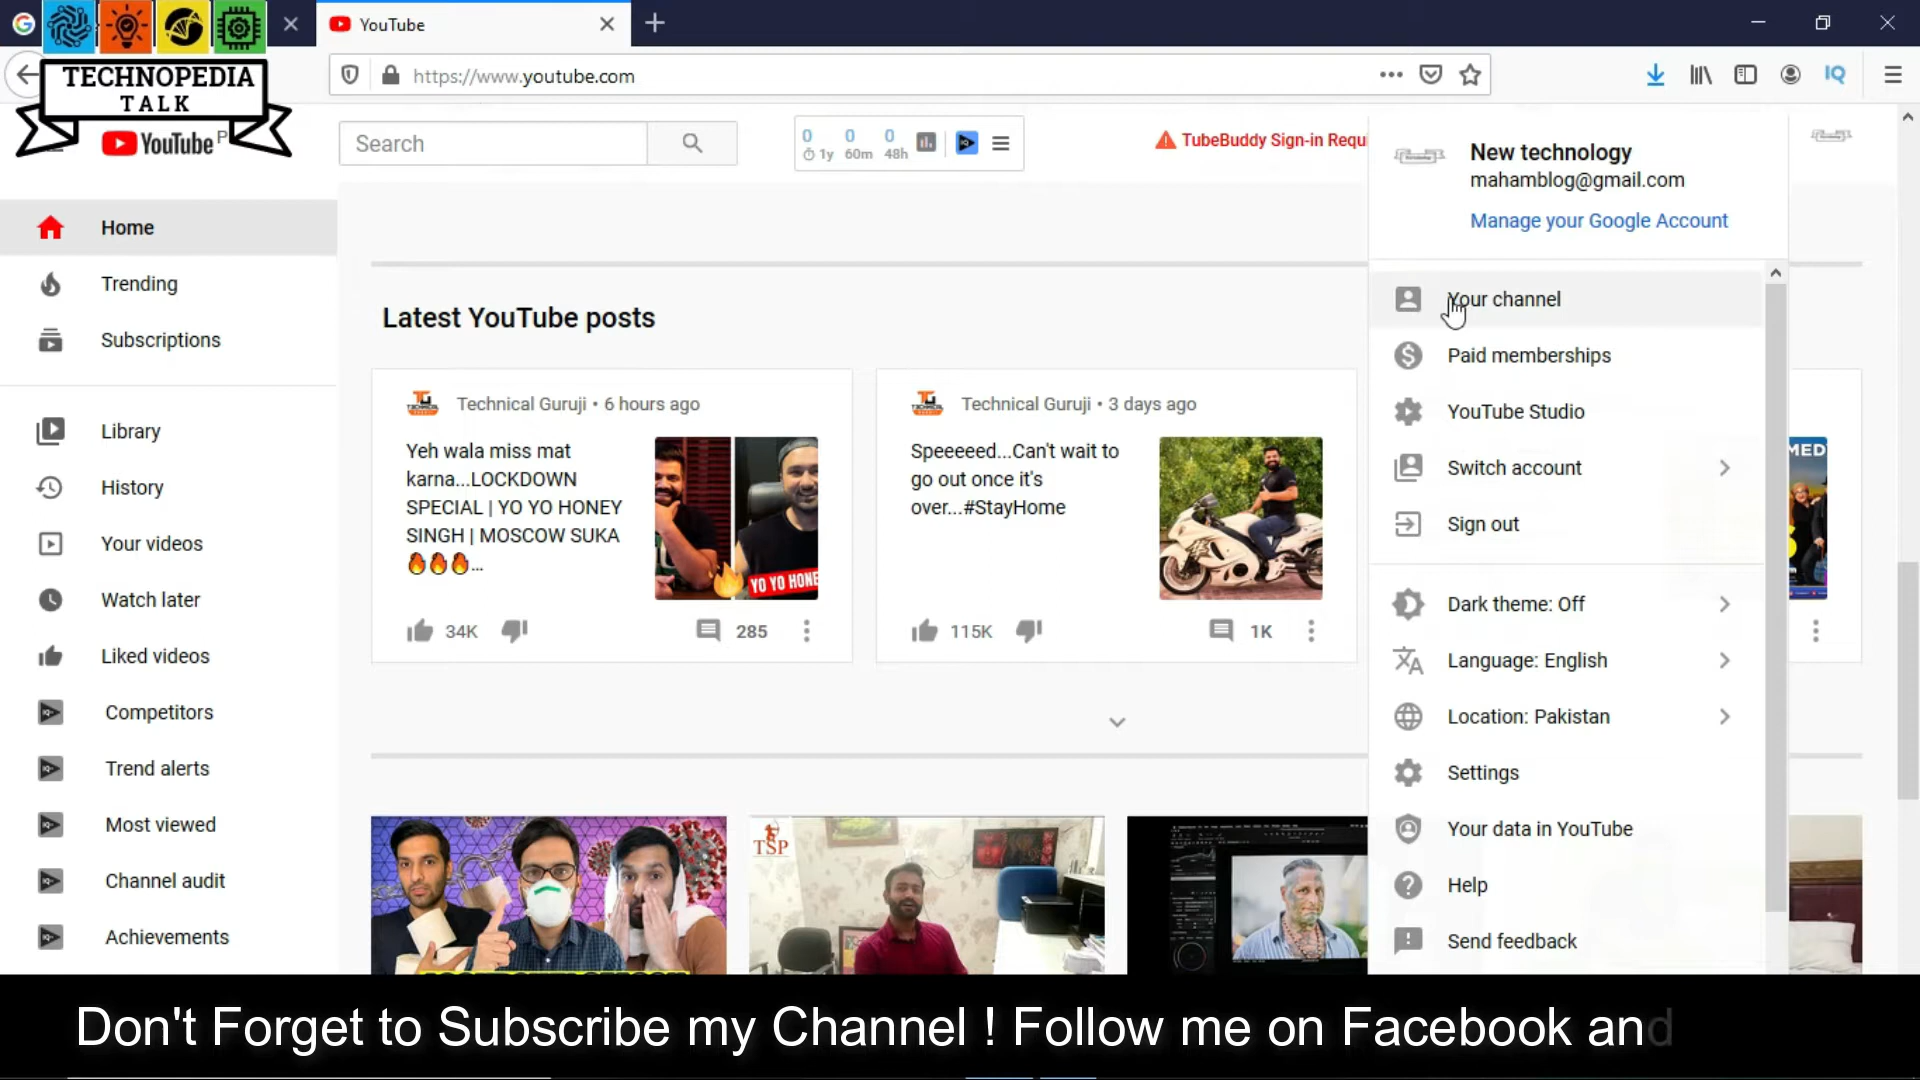 YouTube
https://www.youtube.com
IQ
TECHNOPEDIA
TALK
YouTube
Search
0 0 0
1y 60m 48h
TubeBuddy Sign-in Requ
New technology
mahamblog@gmail.com
Manage your Google Account
Home
Trending
Subscriptions
Library
History
Your videos
Watch later
Liked videos
Competitors
Trend alerts
Most viewed
Channel audit
Achievements
Latest YouTube posts
Technical Guruji • 6 hours ago
Yeh wala miss mat
karna...LOCKDOWN
SPECIAL | YO YO HONEY
SINGH | MOSCOW SUKA
🔥🔥🔥...
YO YO HONE
34K
285
Technical Guruji • 3 days ago
Speeeeed...Can't wait to
go out once it's
over...#StayHome
115K
1K
TSP
MED
Your channel
Paid memberships
YouTube Studio
Switch account
Sign out
Dark theme: Off
Language: English
Location: Pakistan
Settings
Your data in YouTube
Help
Send feedback
Don't Forget to Subscribe my Channel ! Follow me on Facebook and